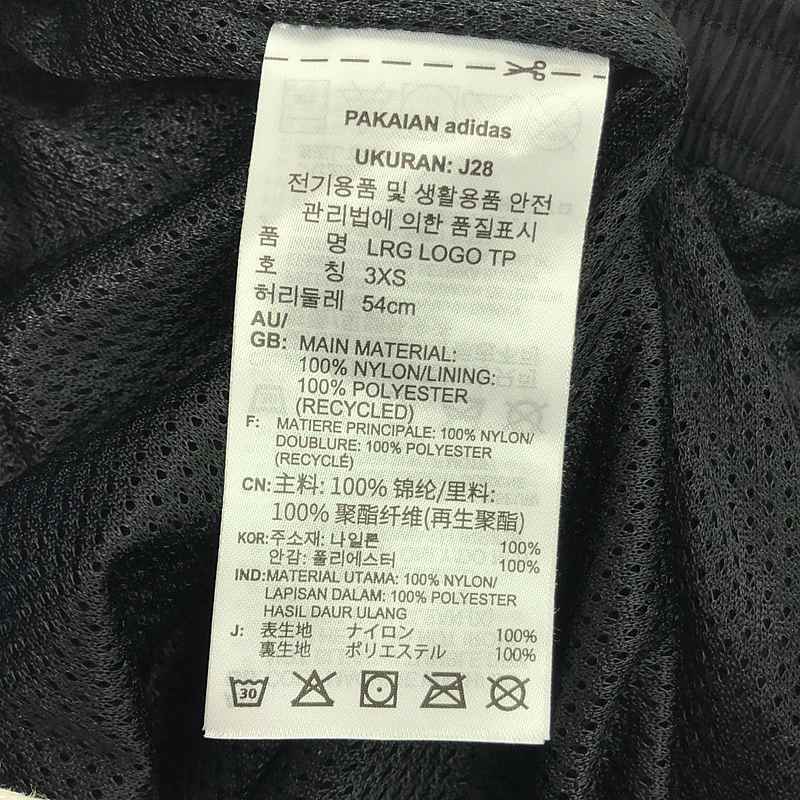 PAKAIAN adidas
UKURAN: J28
전기용품 및 생활용품 안전
관리법에 의한 품질표시
품 명 LRG LOGO TP
호 칭 3XS
허리둘레 54cm
AU/
GB: MAIN MATERIAL:
100% NYLON/LINING:
100% POLYESTER
(RECYCLED)
F: MATIERE PRINCIPALE: 100% NYLON/
DOUBLURE: 100% POLYESTER
(RECYCLÉ)
CN: 主料: 100% 锦纶/里料:
100% 聚酯纤维(再生聚酯)
KOR: 주소재: 나일론 100%
안감: 폴리에스터 100%
IND: MATERIAL UTAMA: 100% NYLON/
LAPISAN DALAM: 100% POLYESTER
HASIL DAUR ULANG
J: 表生地 ナイロン 100%
裏生地 ポリエステル 100%
30